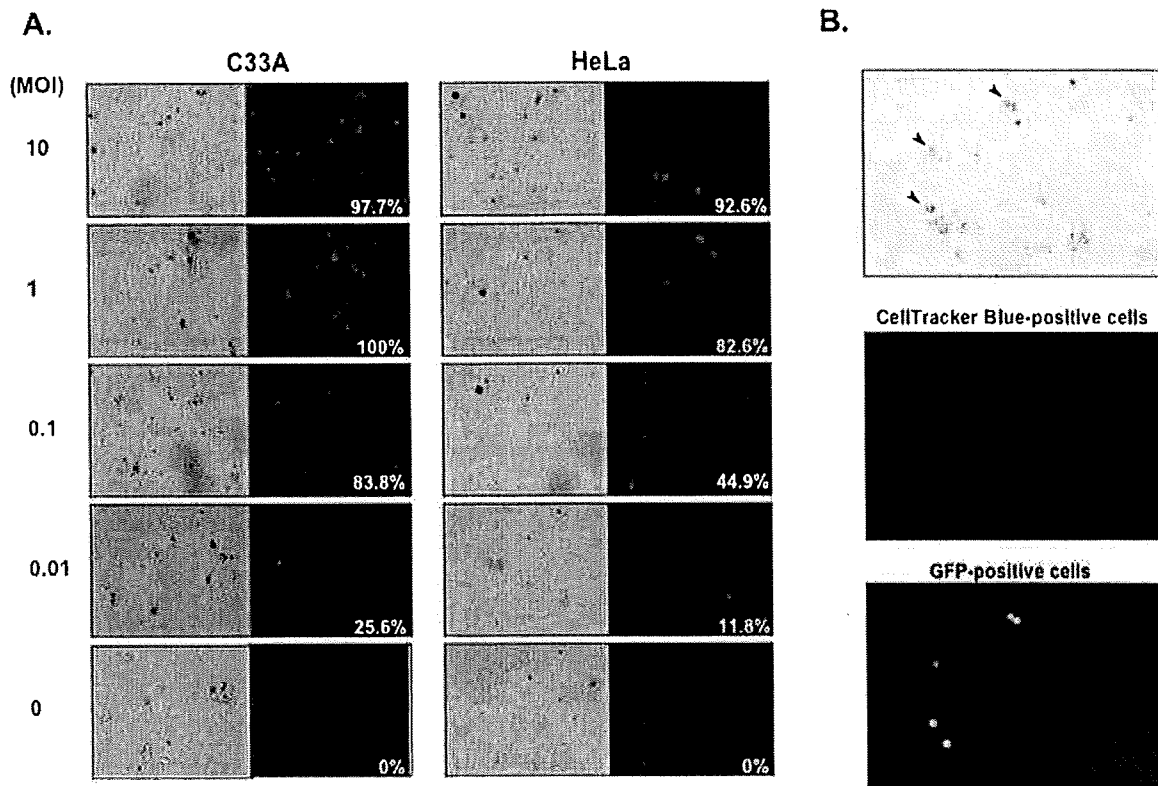 A.
B.
C33A
HeLa
(MOI)
10
97.7%
92.6%
1
100%
82.6%
CellTracker Blue-positive cells
0.1
83.8%
44.9%
GFP-positive cells
0.01
25.6%
11.8%
0
0%
0%